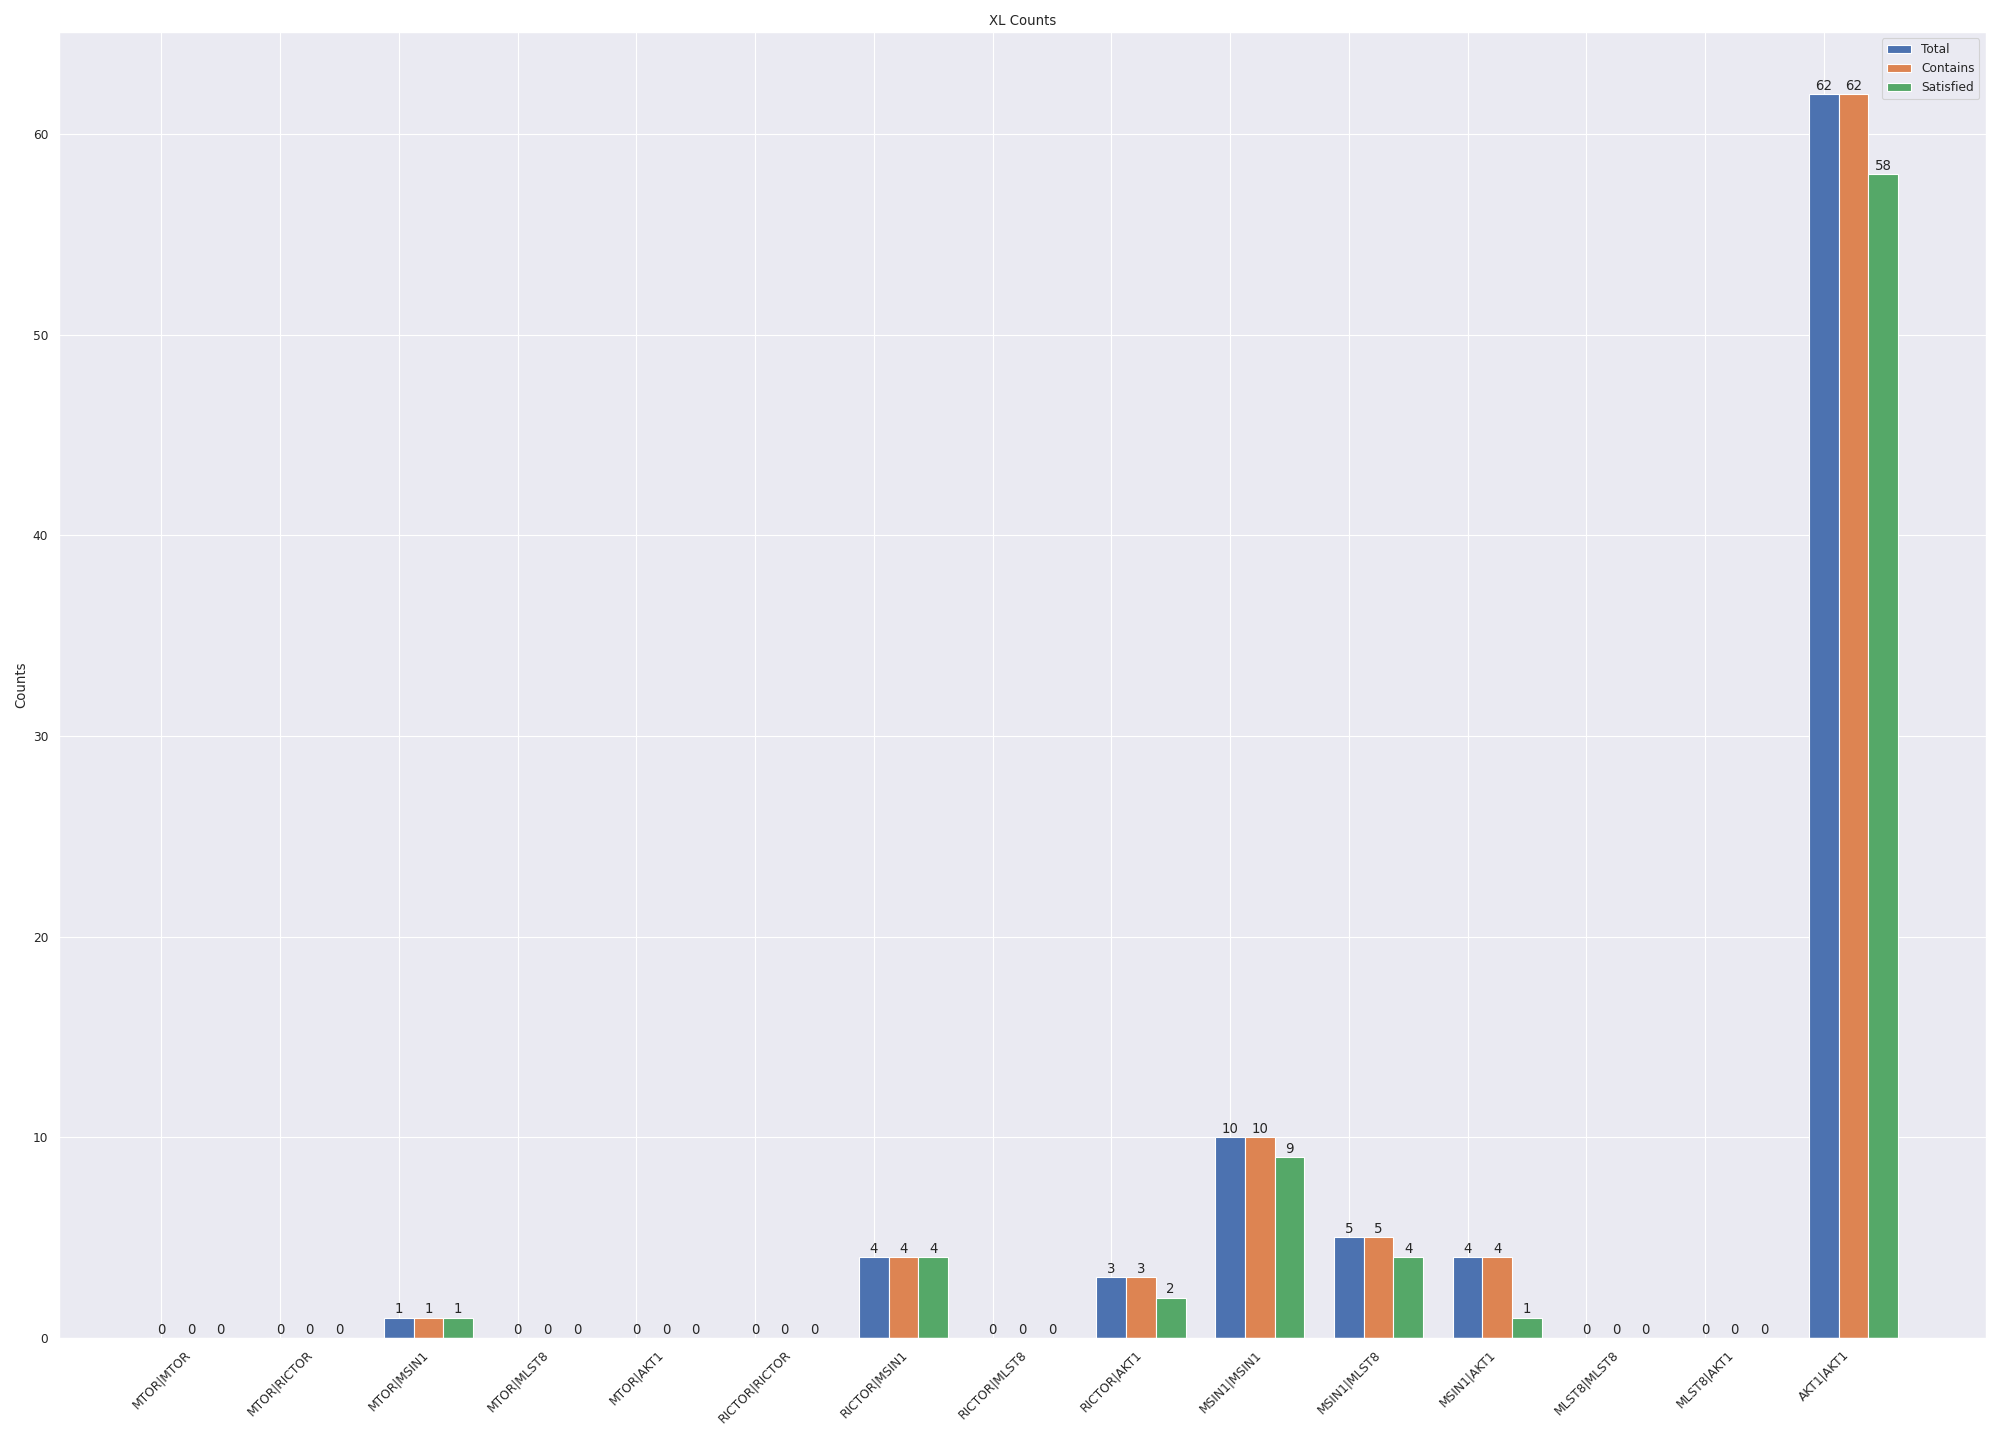 XL Counts
Total
Contains
Satisfied
62 62
58
60
50
40
Counts
30
20
10
10 10 9
5 5 4
4 4 4
4 4 1
3 3 2
1 1 1
0
0 0 0
0 0 0
0 0 0
0 0 0
0 0 0
0 0 0
0 0 0
0 0 0
MTOR|MTOR
MTOR|RICTOR
MTOR|MSIN1
MTOR|MLST8
MTOR|AKT1
RICTOR|RICTOR
RICTOR|MSIN1
RICTOR|MLST8
RICTOR|AKT1
MSIN1|MSIN1
MSIN1|MLST8
MSIN1|AKT1
MLST8|MLST8
MLST8|AKT1
AKT1|AKT1